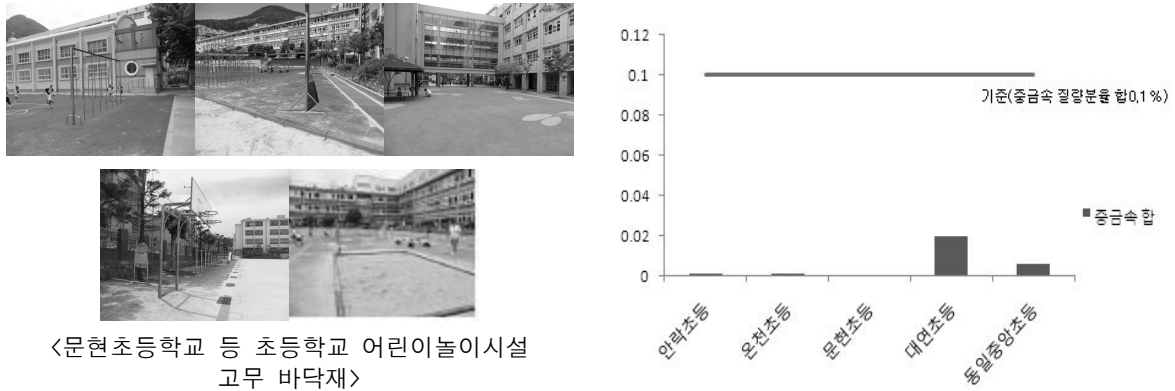 <문현초등학교 등 초등학교 어린이놀이시설
고무 바닥재>
0.12
0.1
0.08
0.06
0.04
0.02
0
기준(중금속 질량분율 합0.1%)
중금속 합
안락초등
온천초등
문현초등
대연초등
동일중앙초등